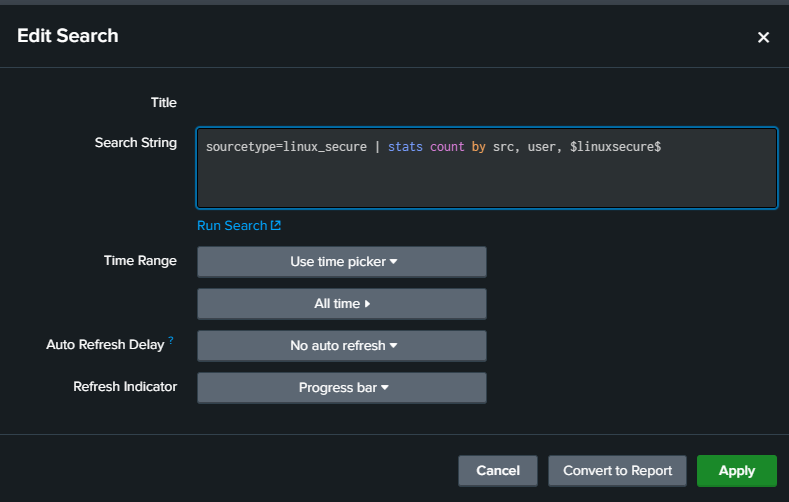 Edit Search
×
Title
Search String
sourcetype=linux_secure | stats count by src, user, $linuxsecure$
Run Search
Time Range
Use time picker
All time
Auto Refresh Delay ?
No auto refresh
Refresh Indicator
Progress bar
Cancel
Convert to Report
Apply